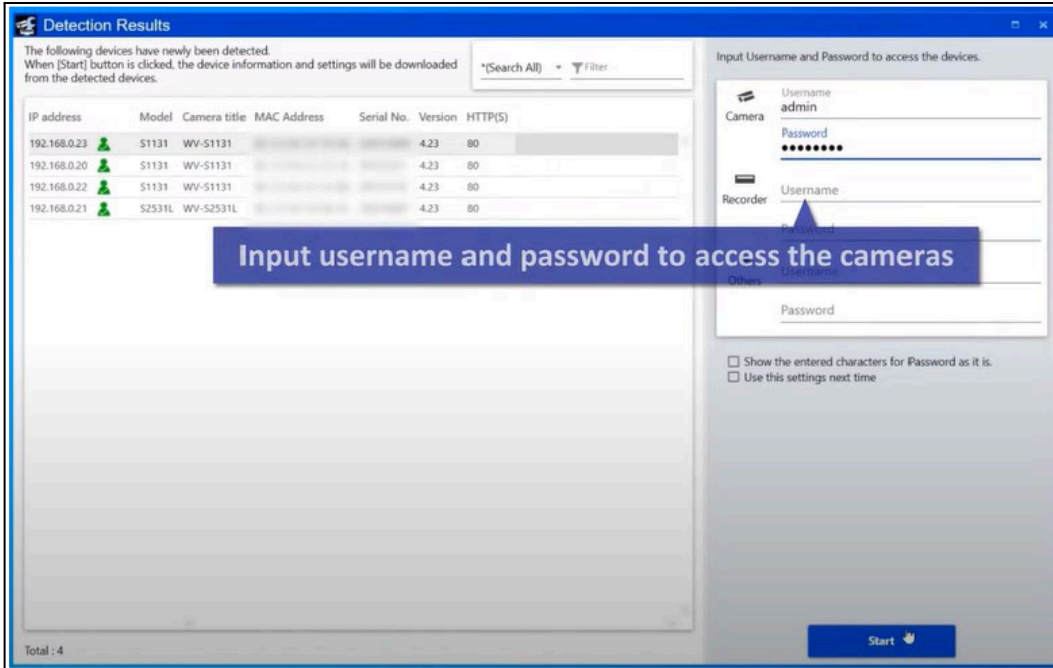 Detection Results
The following devices have newly been detected.
When [Start] button is clicked, the device information and settings will be downloaded
from the detected devices.
*(Search All)
Filter
Input Username and Password to access the devices.
IP address Model Camera title MAC Address Serial No. Version HTTP(S)
192.168.0.23 S1131 WV-S1131 4.23 80
192.168.0.20 S1131 WV-S1131 4.23 80
192.168.0.22 S1131 WV-S1131 4.23 80
192.168.0.21 S2531L WV-S2531L 4.23 80
Camera
Username
admin
Password
Recorder
Username
Password
Input username and password to access the cameras
Others
Username
Password
Show the entered characters for Password as it is.
Use this settings next time
Total : 4
Start